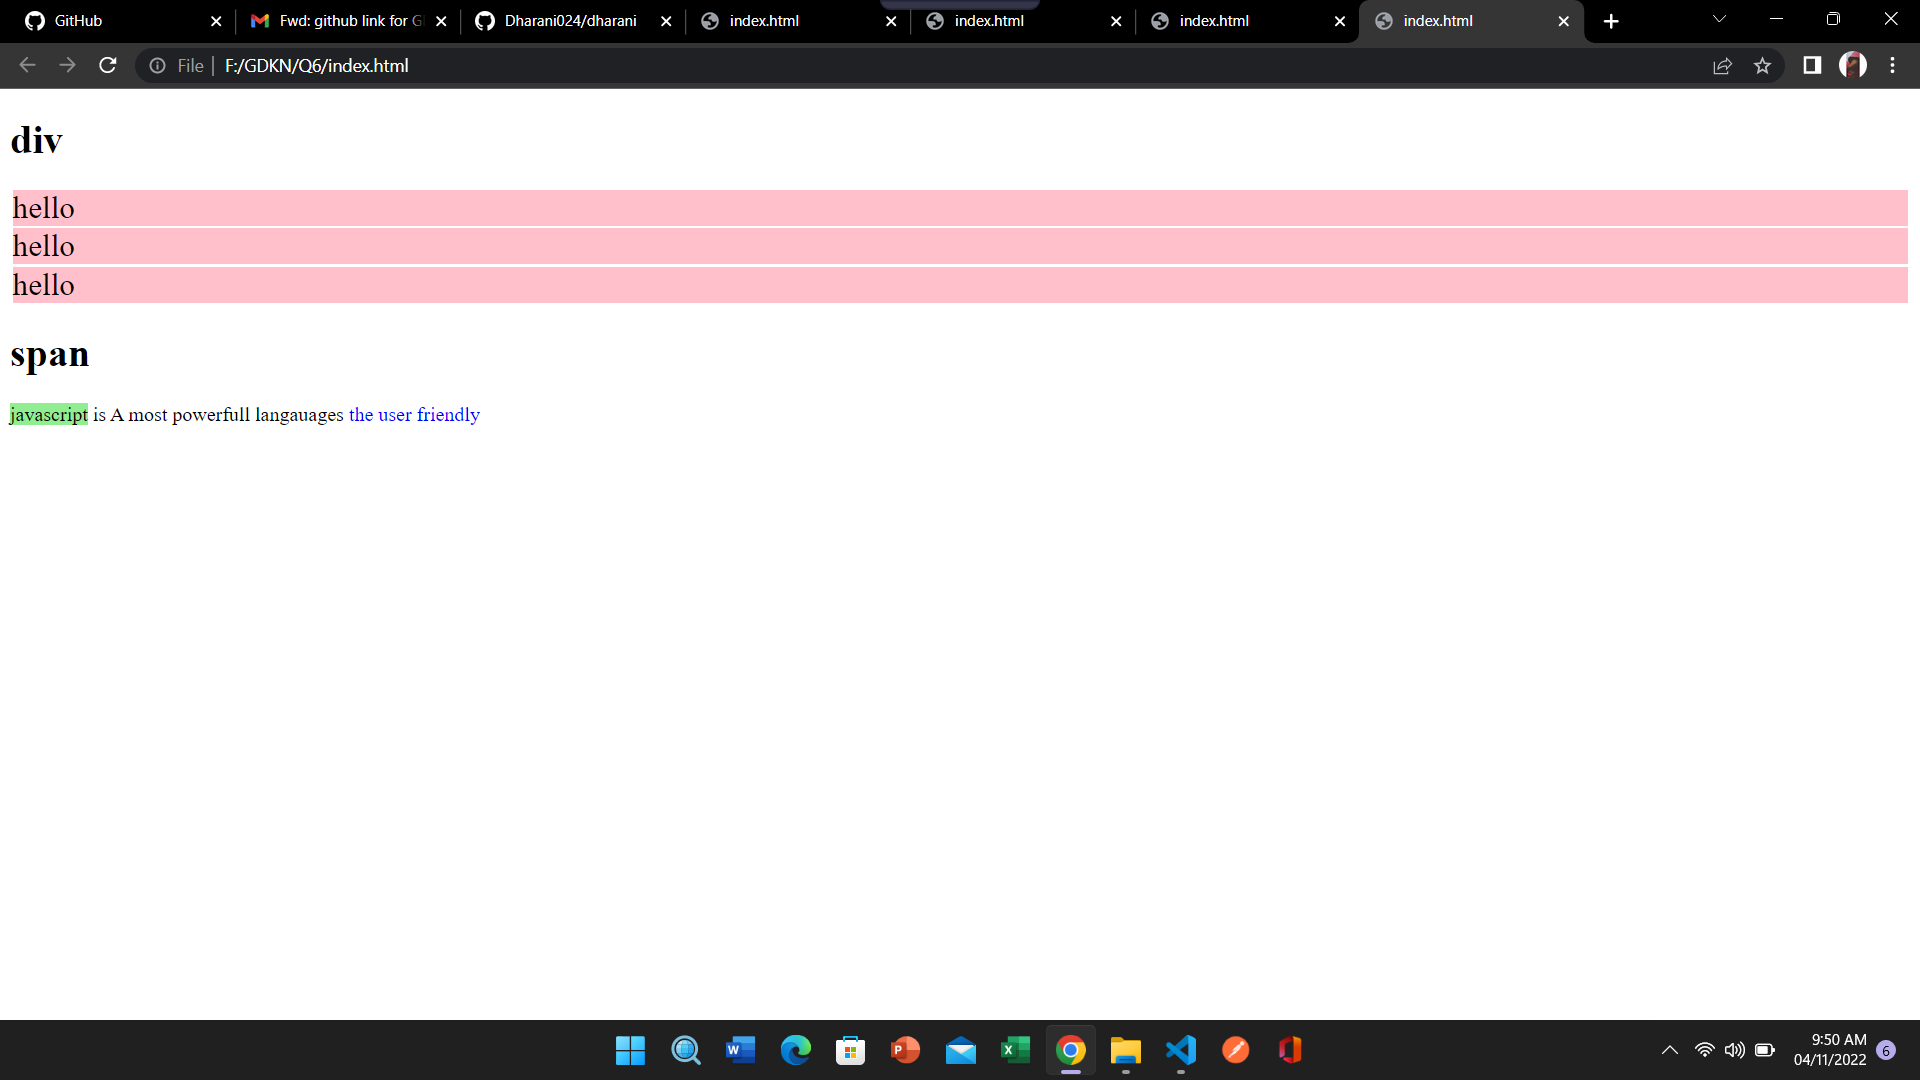 GitHub
Fwd: github link for G
Dharani024/dharani
index.html
index.html
index.html
index.html
File | F:/GDKN/Q6/index.html
div
hello
hello
hello
span
javascript is A most powerfull langauages the user friendly
9:50 AM
04/11/2022
6